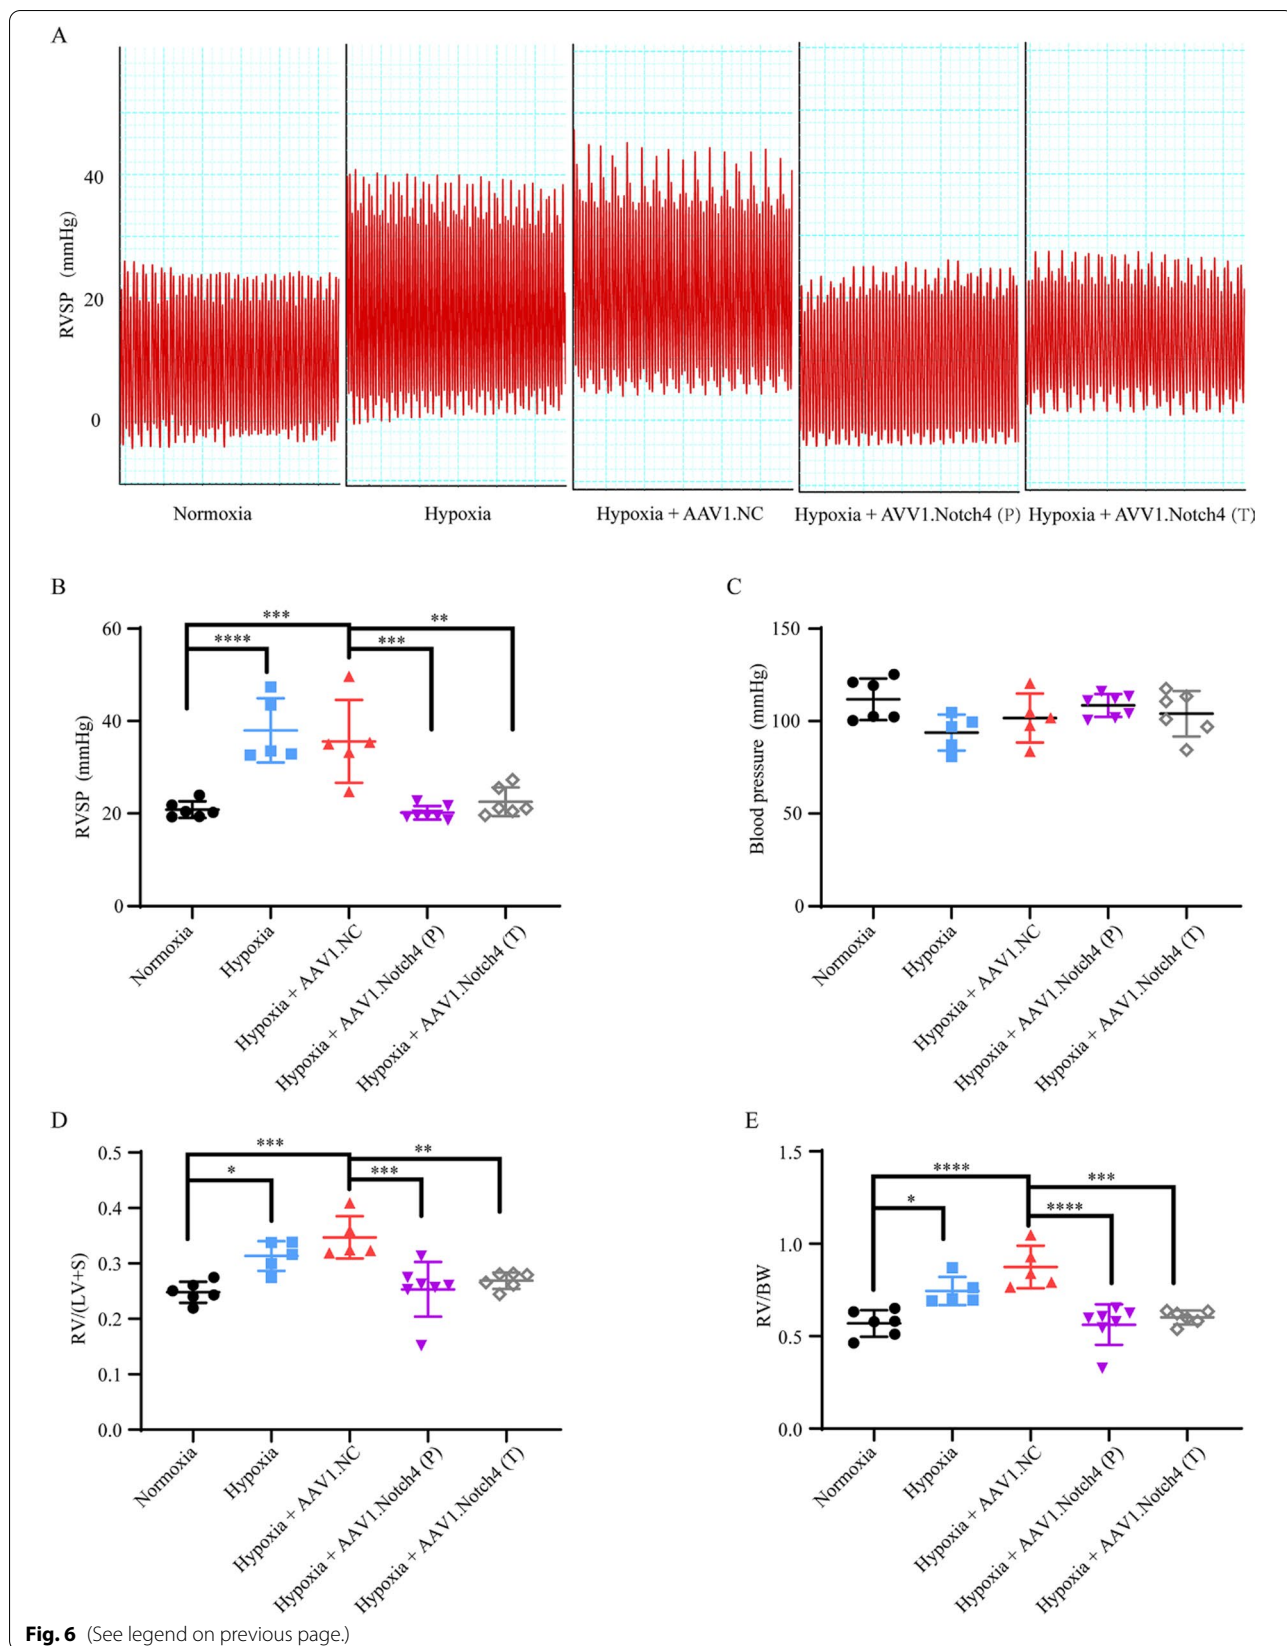 A
RVSP (mmHg)
40
20
0
Normoxia
Hypoxia
Hypoxia + AAV1.NC
Hypoxia + AVV1.Notch4 (P)
Hypoxia + AVV1.Notch4 (T)
B
RVSP (mmHg)
60
40
20
0
***
****
***
**
Normoxia
Hypoxia
Hypoxia + AAV1.NC
Hypoxia + AAV1.Notch4 (P)
Hypoxia + AAV1.Notch4 (T)
C
Blood pressure (mmHg)
150
100
50
0
Normoxia
Hypoxia
Hypoxia + AAV1.NC
Hypoxia + AAV1.Notch4 (P)
Hypoxia + AAV1.Notch4 (T)
D
RV/(LV+S)
0.5
0.4
0.3
0.2
0.1
0.0
***
*
***
**
Normoxia
Hypoxia
Hypoxia + AAV1.NC
Hypoxia + AAV1.Notch4 (P)
Hypoxia + AAV1.Notch4 (T)
E
RV/BW
1.5
1.0
0.5
0.0
****
*
****
***
Normoxia
Hypoxia
Hypoxia + AAV1.NC
Hypoxia + AAV1.Notch4 (P)
Hypoxia + AAV1.Notch4 (T)
Fig. 6 (See legend on previous page.)